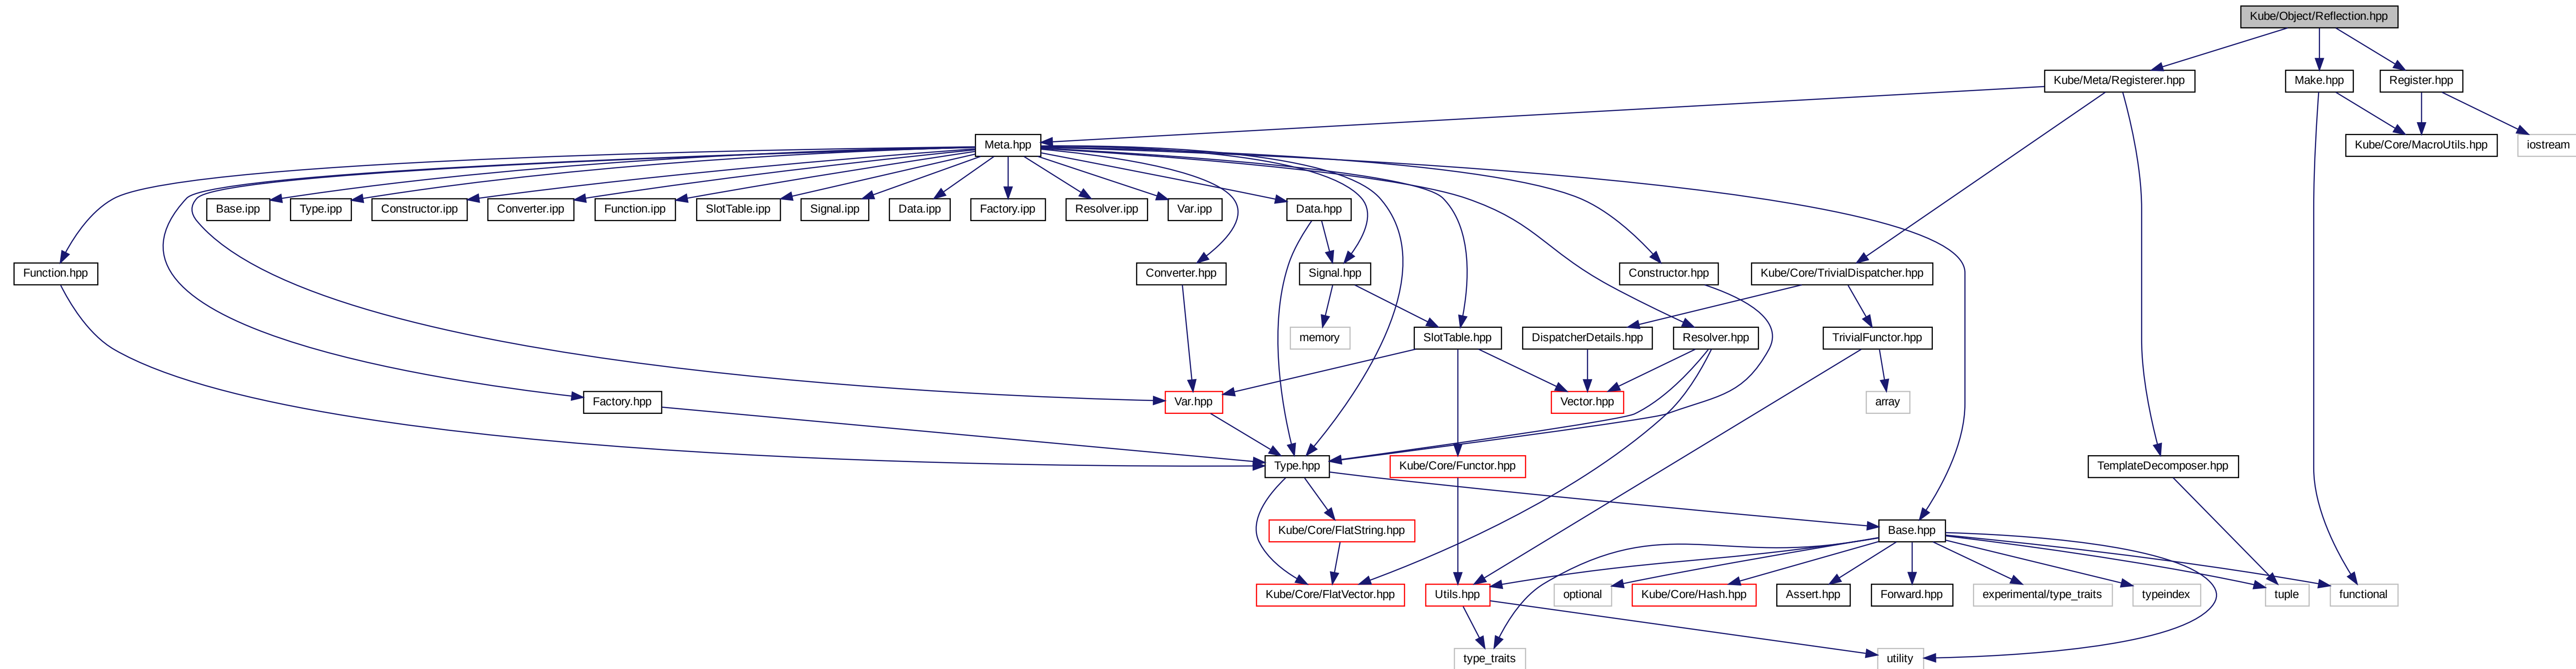 Kube/Object/Reflection.hpp
Kube/Meta/Registerer.hpp
Make.hpp
Register.hpp
Meta.hpp
Kube/Core/MacroUtils.hpp
iostream
Base.ipp
Type.ipp
Constructor.ipp
Converter.ipp
Function.ipp
SlotTable.ipp
Signal.ipp
Data.ipp
Factory.ipp
Resolver.ipp
Var.ipp
Data.hpp
Function.hpp
Converter.hpp
Signal.hpp
Constructor.hpp
Kube/Core/TrivialDispatcher.hpp
memory
SlotTable.hpp
DispatcherDetails.hpp
Resolver.hpp
TrivialFunctor.hpp
Factory.hpp
Var.hpp
Vector.hpp
array
Type.hpp
Kube/Core/Functor.hpp
TemplateDecomposer.hpp
Kube/Core/FlatString.hpp
Base.hpp
Kube/Core/FlatVector.hpp
Utils.hpp
optional
Kube/Core/Hash.hpp
Assert.hpp
Forward.hpp
experimental/type_traits
typeindex
tuple
functional
type_traits
utility